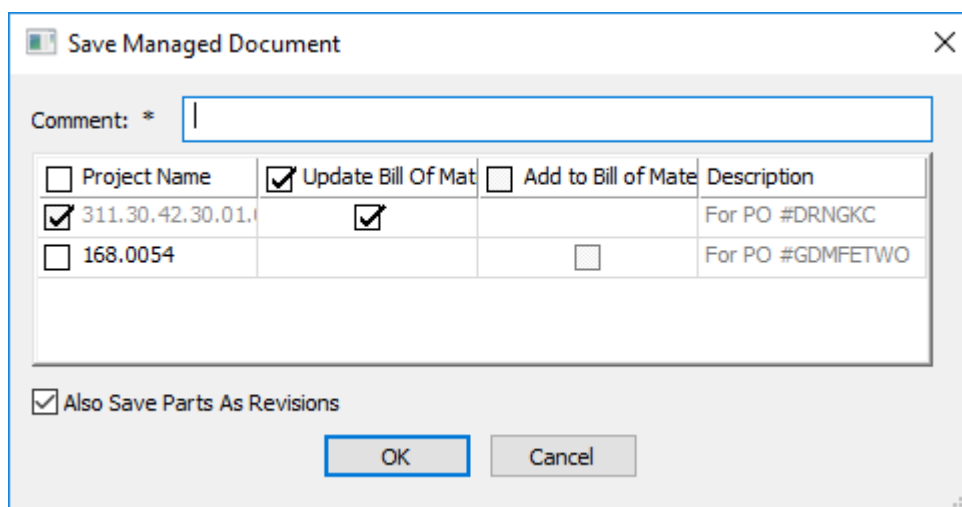 Save Managed Document
Comment: *
Project Name Update Bill Of Mat Add to Bill of Mate Description
311.30.42.30.01. For PO #DRNGKC
168.0054 For PO #GDMFETWO
Also Save Parts As Revisions
OK Cancel